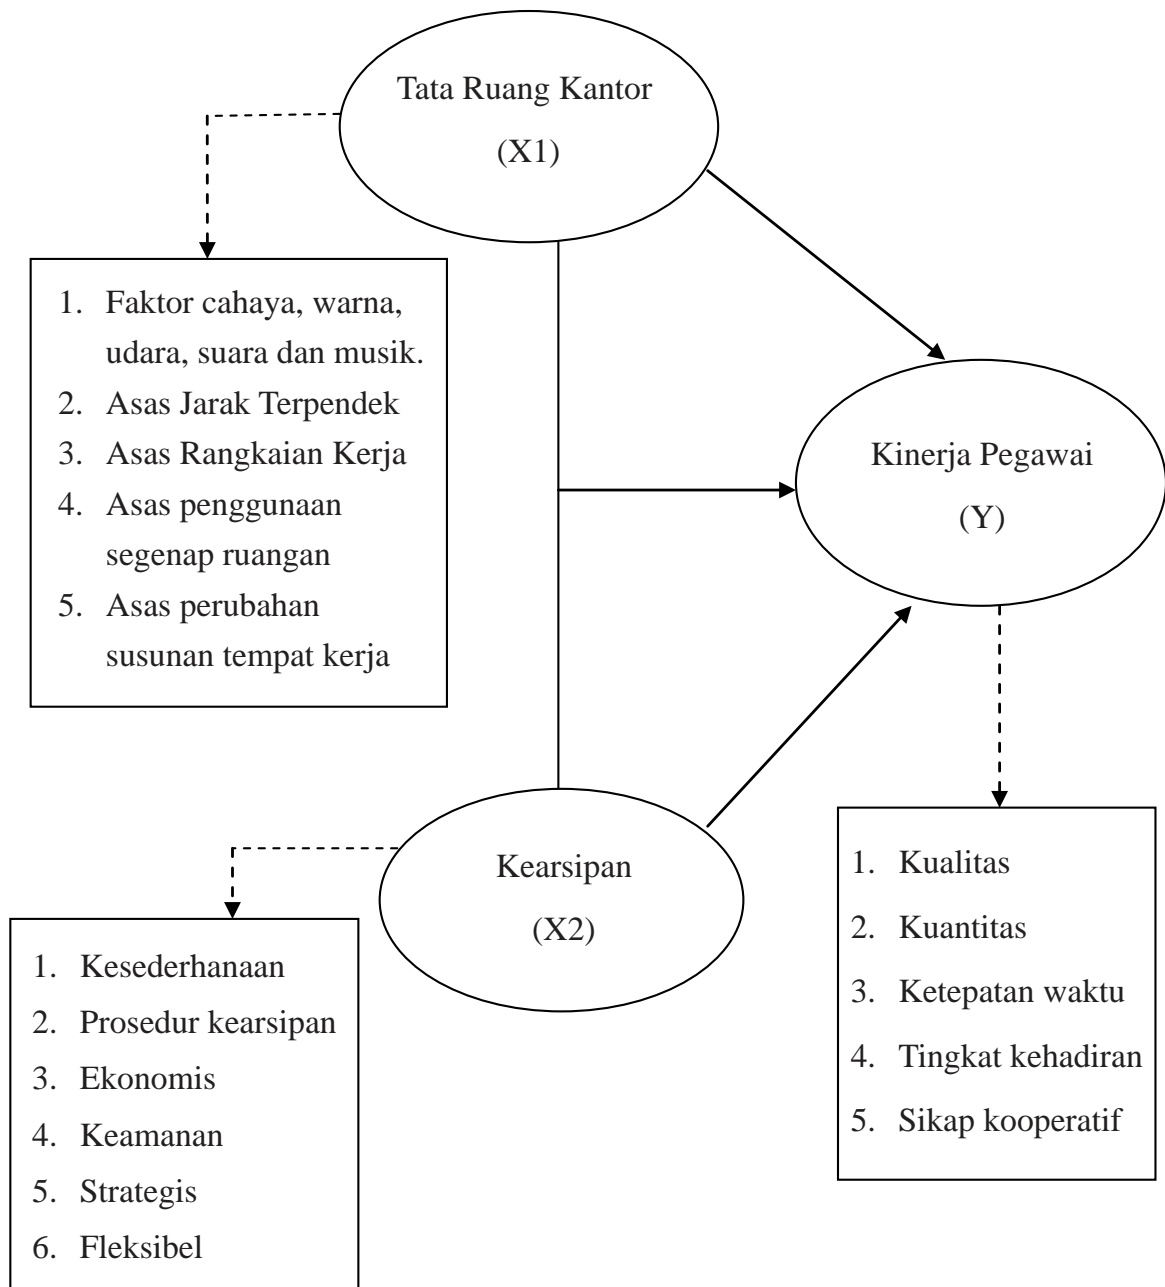 Tata Ruang Kantor
(X1)
1. Faktor cahaya, warna,
udara, suara dan musik.
2. Asas Jarak Terpendek
3. Asas Rangkaian Kerja
4. Asas penggunaan
segenap ruangan
5. Asas perubahan
susunan tempat kerja
Kinerja Pegawai
(Y)
Kearsipan
(X2)
1. Kesederhanaan
2. Prosedur kearsipan
3. Ekonomis
4. Keamanan
5. Strategis
6. Fleksibel
1. Kualitas
2. Kuantitas
3. Ketepatan waktu
4. Tingkat kehadiran
5. Sikap kooperatif